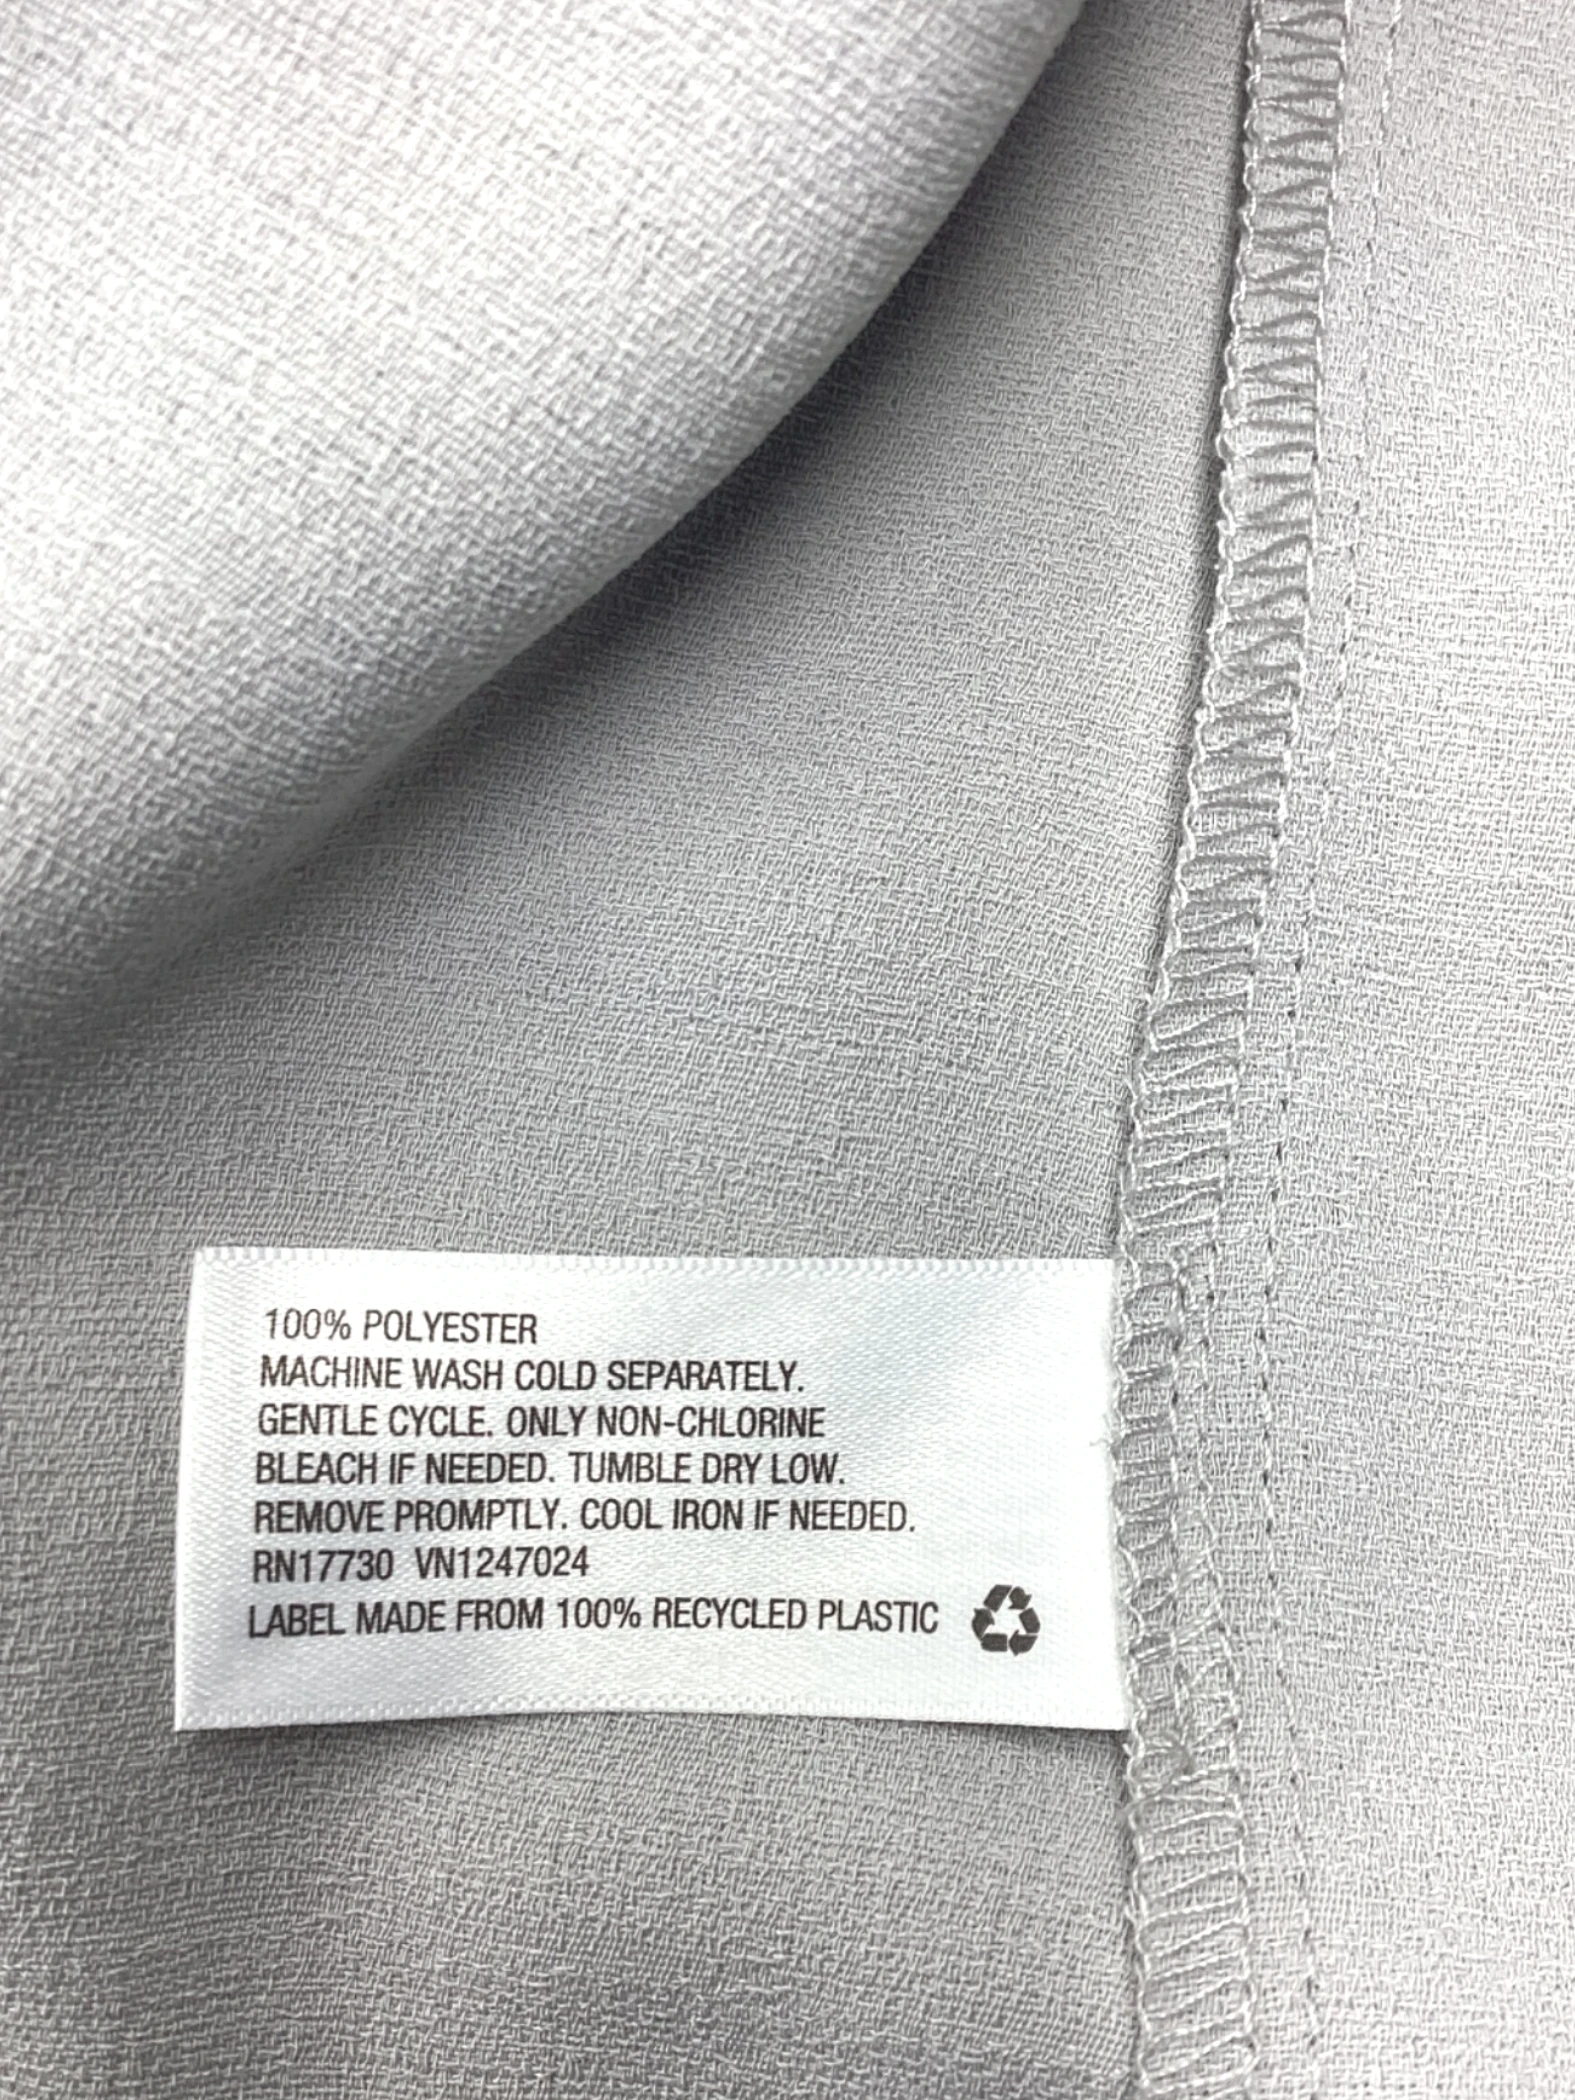 100% POLYESTER
MACHINE WASH COLD SEPARATELY.
GENTLE CYCLE. ONLY NON-CHLORINE
BLEACH IF NEEDED. TUMBLE DRY LOW.
REMOVE PROMPTLY. COOL IRON IF NEEDED.
RN17730 VN1247024
LABEL MADE FROM 100% RECYCLED PLASTIC